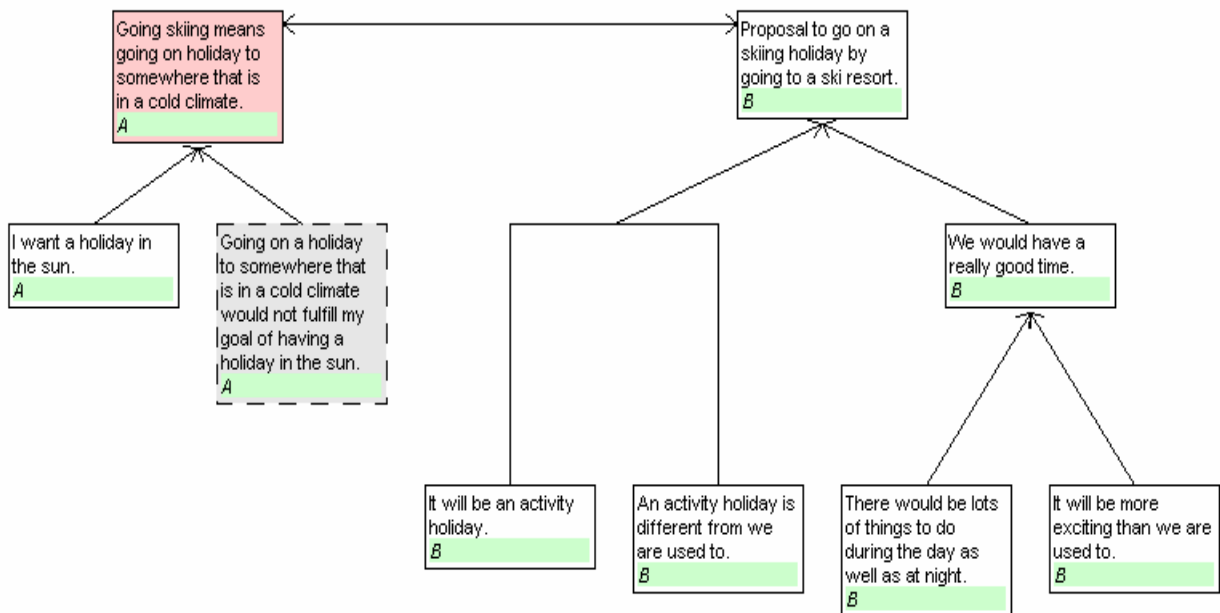 Going skiing means
going on holiday to
somewhere that is
in a cold climate.
A
Proposal to go on a
skiing holiday by
going to a ski resort.
B
I want a holiday in
the sun.
A
Going on a holiday
to somewhere that
is in a cold climate
would not fulfill my
goal of having a
holiday in the sun.
A
We would have a
really good time.
B
It will be an activity
holiday.
B
An activity holiday is
different from we
are used to.
B
There would be lots
of things to do
during the day as
well as at night.
B
It will be more
exciting than we are
used to.
B